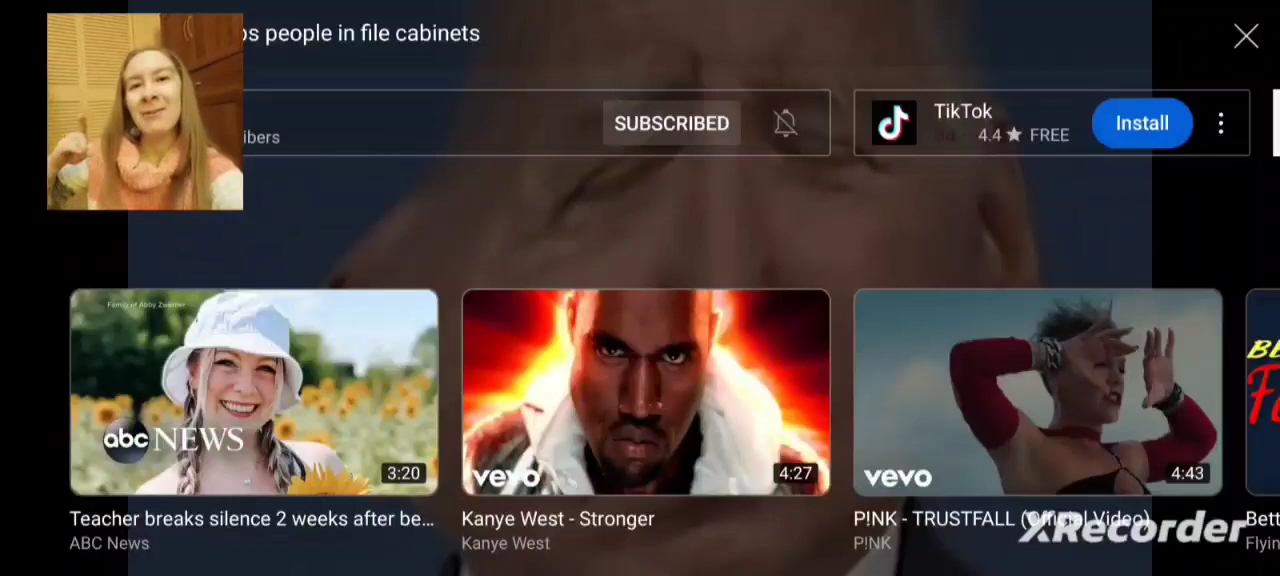 ps people in file cabinets
ibers
SUBSCRIBED
TikTok
4.4 ★ FREE
Install
Family of Abby Zwerner
abc NEWS
3:20
vevo
4:27
vevo
4:43
Teacher breaks silence 2 weeks after be...
ABC News
Kanye West - Stronger
Kanye West
P!NK - TRUSTFALL (Official Video)
P!NK
XRecorder
Bett
Flyin